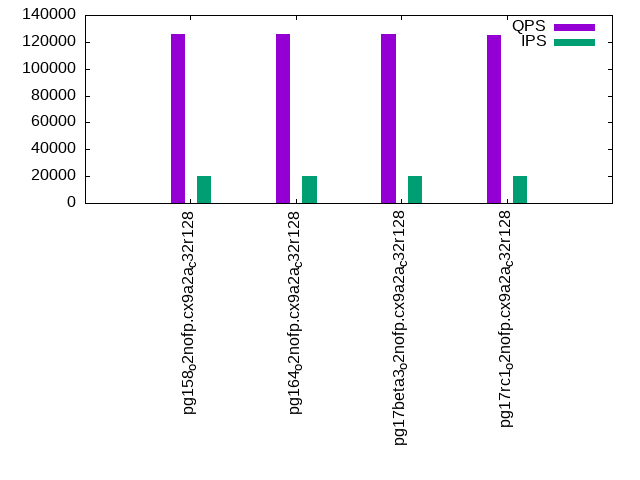 140000
120000
100000
80000
60000
40000
20000
0
QPS
IPS
pg158o2nofp.cx9a2ac32r128
pg164o2nofp.cx9a2ac32r128
pg17beta3o2nofp.cx9a2ac32r128
pg17rc1o2nofp.cx9a2ac32r128